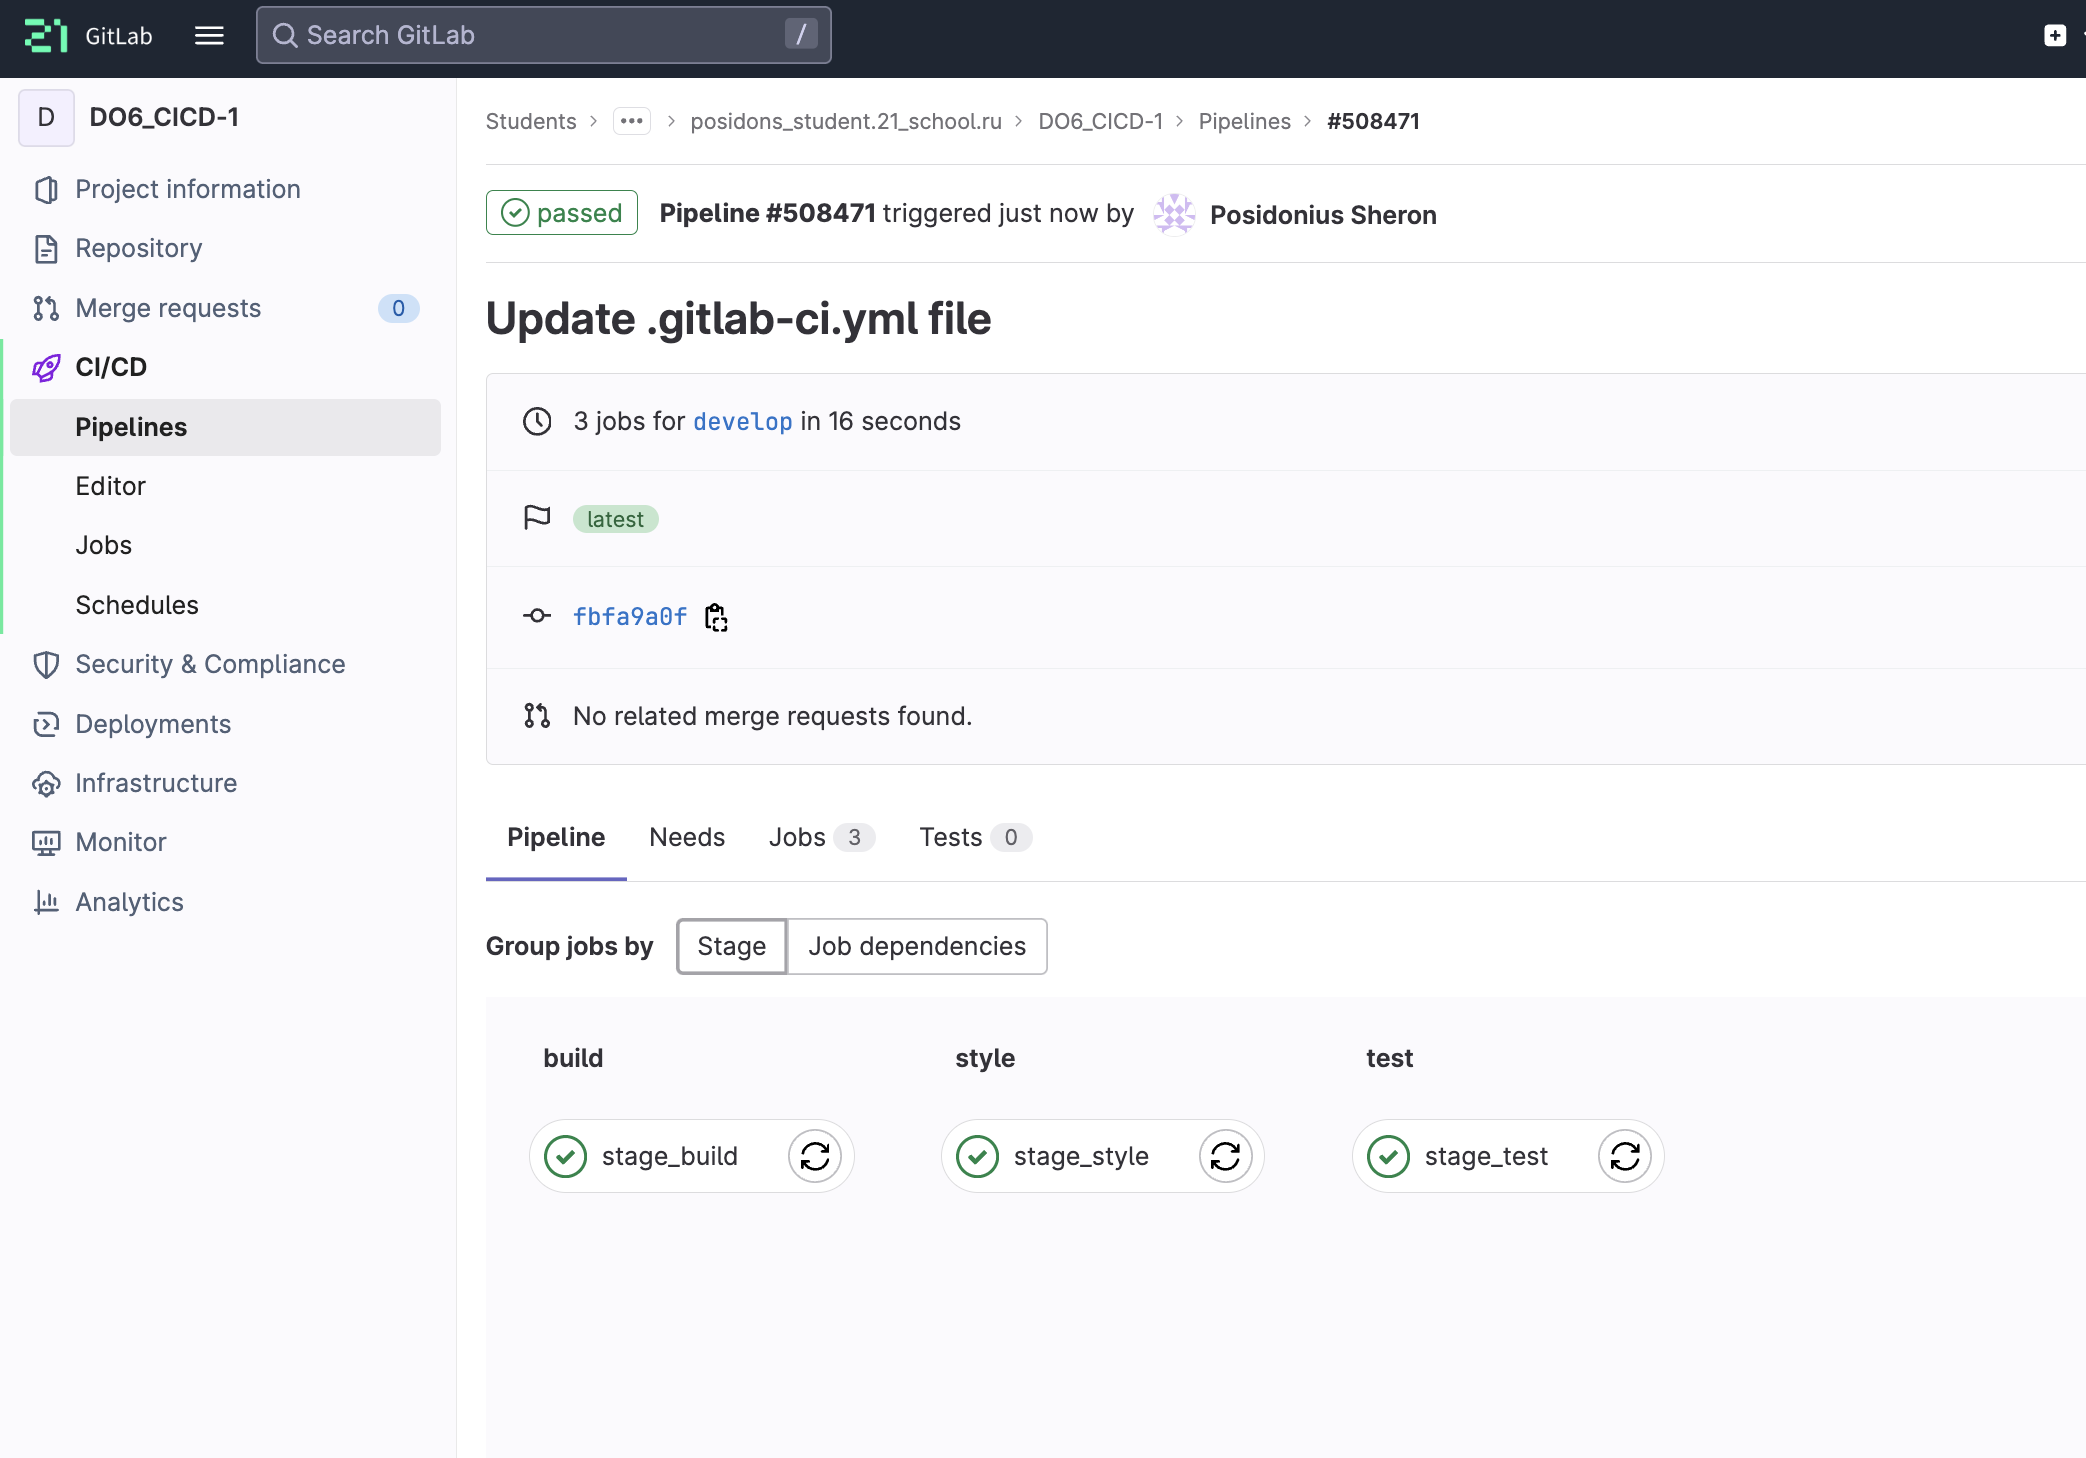 GitLab
Search GitLab /
D DO6_CICD-1
Project information
Repository
Merge requests 0
CI/CD
Pipelines
Editor
Jobs
Schedules
Security & Compliance
Deployments
Infrastructure
Monitor
Analytics
Students > ••• > posidons_student.21_school.ru > DO6_CICD-1 > Pipelines > #508471
passed Pipeline #508471 triggered just now by Posidonius Sheron
Update .gitlab-ci.yml file
3 jobs for develop in 16 seconds
latest
fbfa9a0f
No related merge requests found.
Pipeline Needs Jobs 3 Tests 0
Group jobs by Stage Job dependencies
build style test
stage_build stage_style stage_test